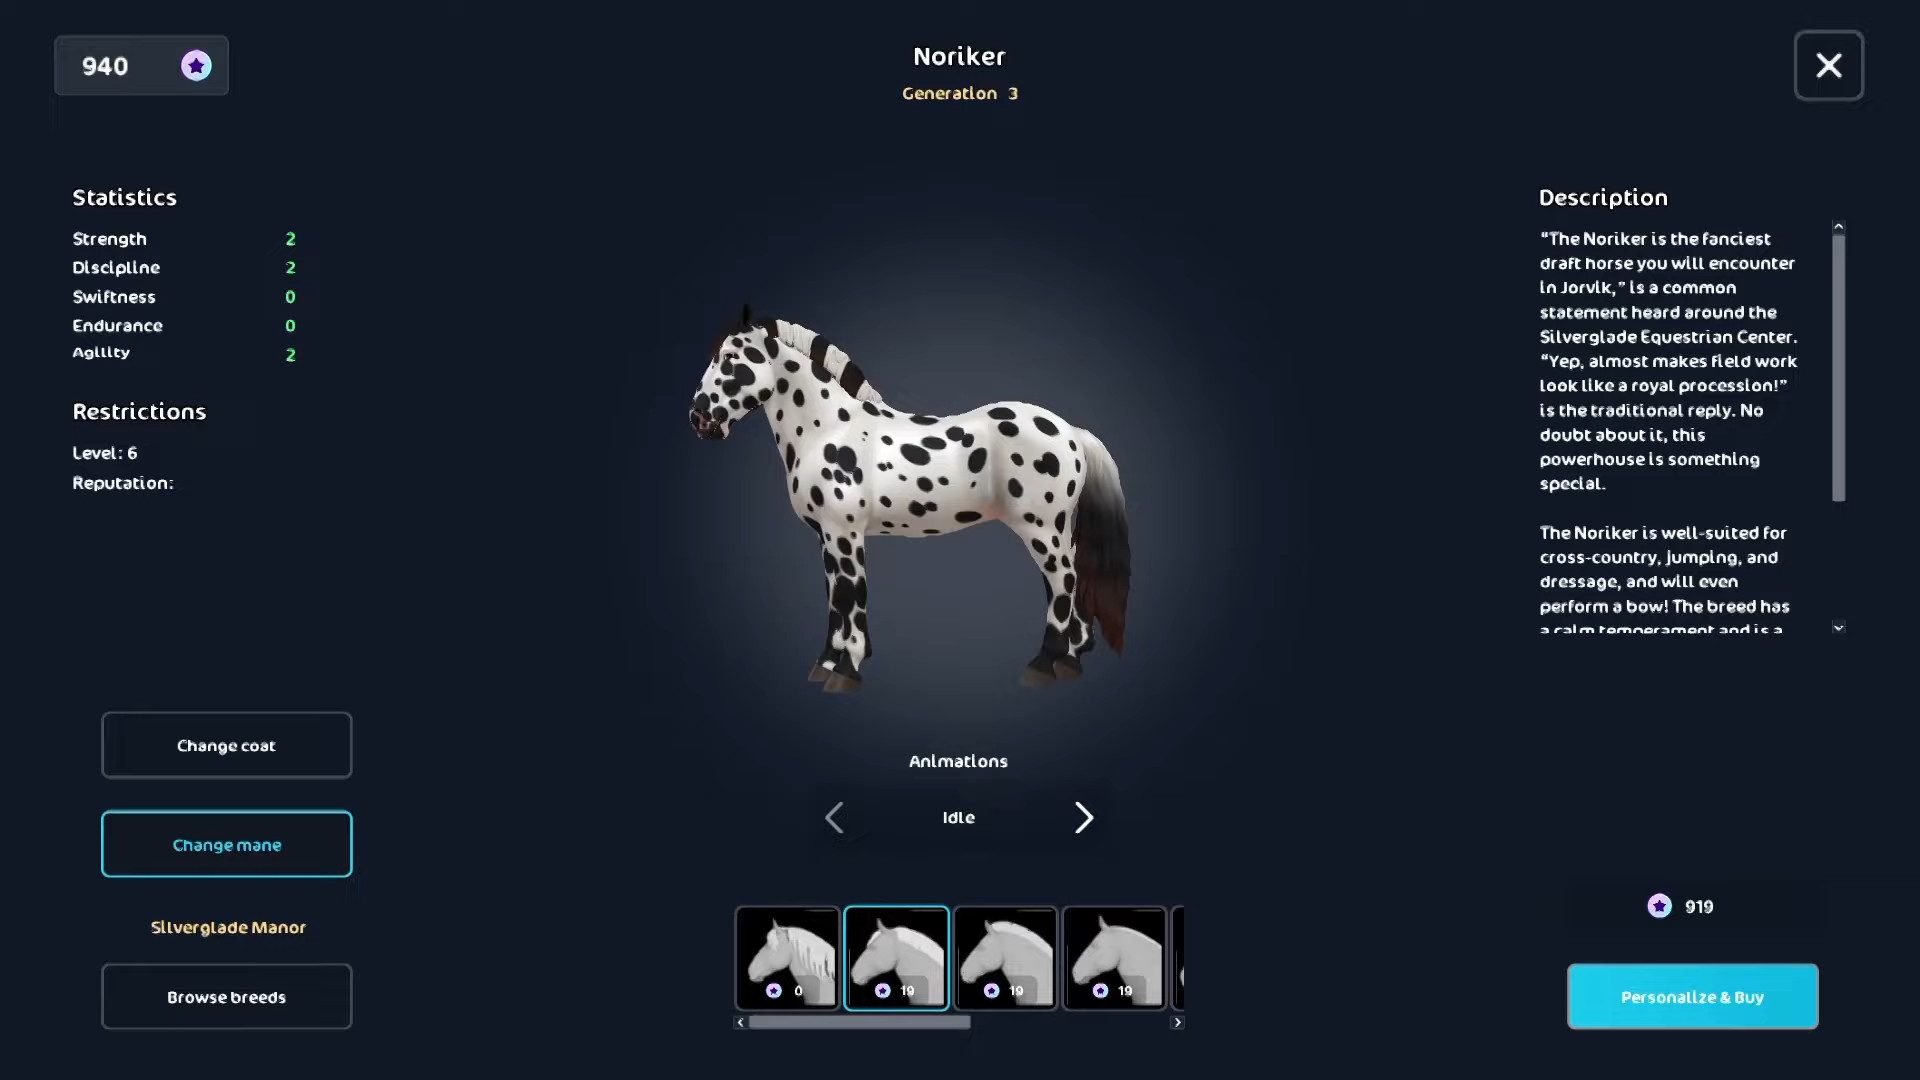 940
Noriker
Generation 3
Statistics
Strength 2
Discipline 2
Swiftness 0
Endurance 0
Agility 2
Restrictions
Level: 6
Reputation:
Description
"The Noriker is the fanciest
draft horse you will encounter
in Jorvik," is a common
statement heard around the
Silverglade Equestrian Center.
"Yep, almost makes field work
look like a royal procession!"
is the traditional reply. No
doubt about it, this
powerhouse is something
special.
The Noriker is well-suited for
cross-country, jumping, and
dressage, and will even
perform a bow! The breed has
a calm temperament and is a
Change coat
Change mane
Silverglade Manor
Browse breeds
Animations
Idle
0
19
19
19
919
Personalize & Buy